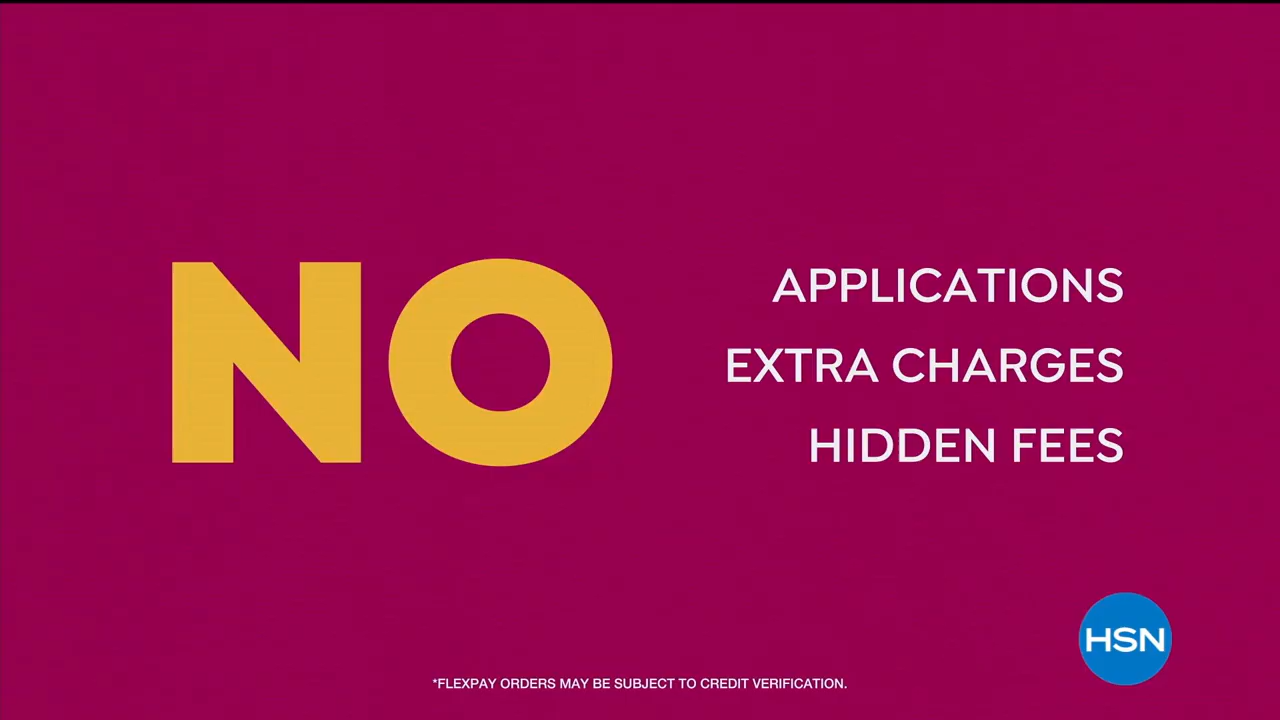 NO
APPLICATIONS
EXTRA CHARGES
HIDDEN FEES
HSN
*FLEXPAY ORDERS MAY BE SUBJECT TO CREDIT VERIFICATION.